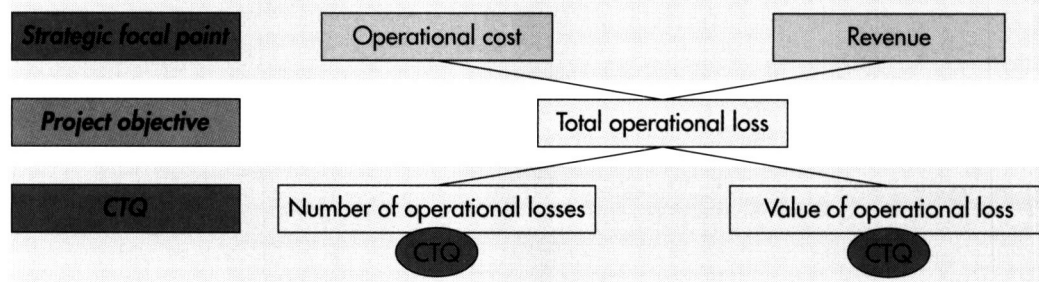 Strategic focal point
Operational cost
Revenue
Project objective
Total operational loss
CTQ
Number of operational losses
Value of operational loss
CTQ
CTQ